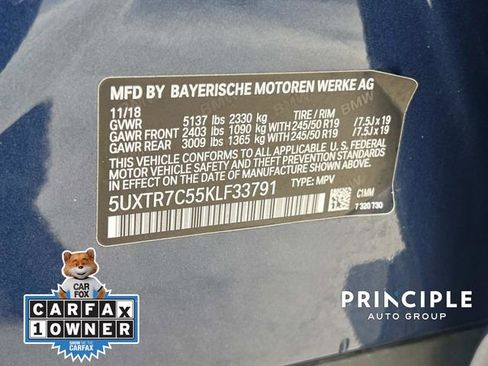 MFD BY BAYERISCHE MOTOREN WERKE AG
11/18
GVWR 5137 lbs 2330 kg TIRE / RIM
GAWR FRONT 2403 lbs 1090 kg WITH 245/50 R19 /7.5J x 19
GAWR REAR 3009 lbs 1365 kg WITH 245/50 R19 /7.5J x 19
THIS VEHICLE CONFORMS TO ALL APPLICABLE U.S. FEDERAL
MOTOR VEHICLE SAFETY STANDARDS IN EFFECT ON THE DATE
OF MANUFACTURE SHOWN ABOVE.
5UXTR7C55KLF33791 TYPE: MPV
C1MM
7 320 730
CAR
FOX
CARFAX
1 OWNER
SHOW ME THE
CARFAX
PRINCIPLE
AUTO GROUP